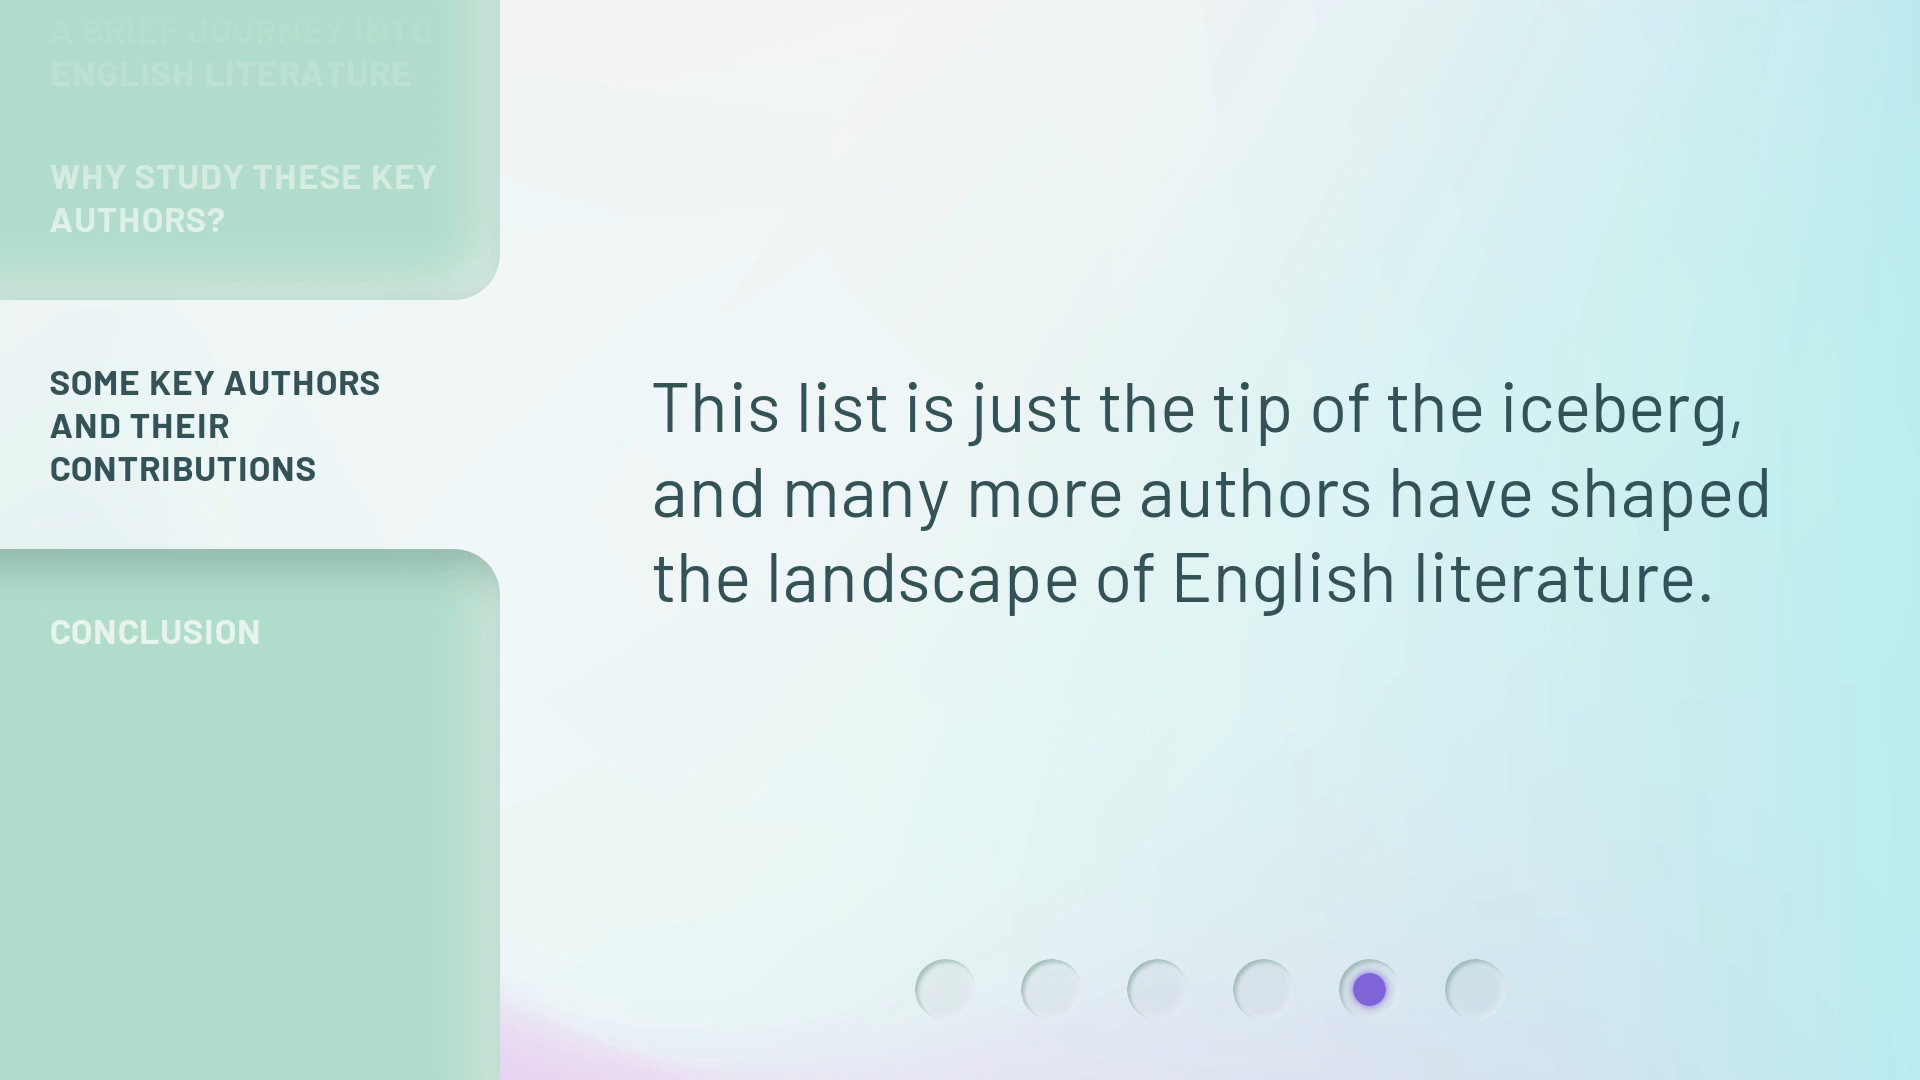 A BRIEF JOURNEY INTO
ENGLISH LITERATURE
WHY STUDY THESE KEY
AUTHORS?
SOME KEY AUTHORS
AND THEIR
CONTRIBUTIONS
CONCLUSION
This list is just the tip of the iceberg,
and many more authors have shaped
the landscape of English literature.